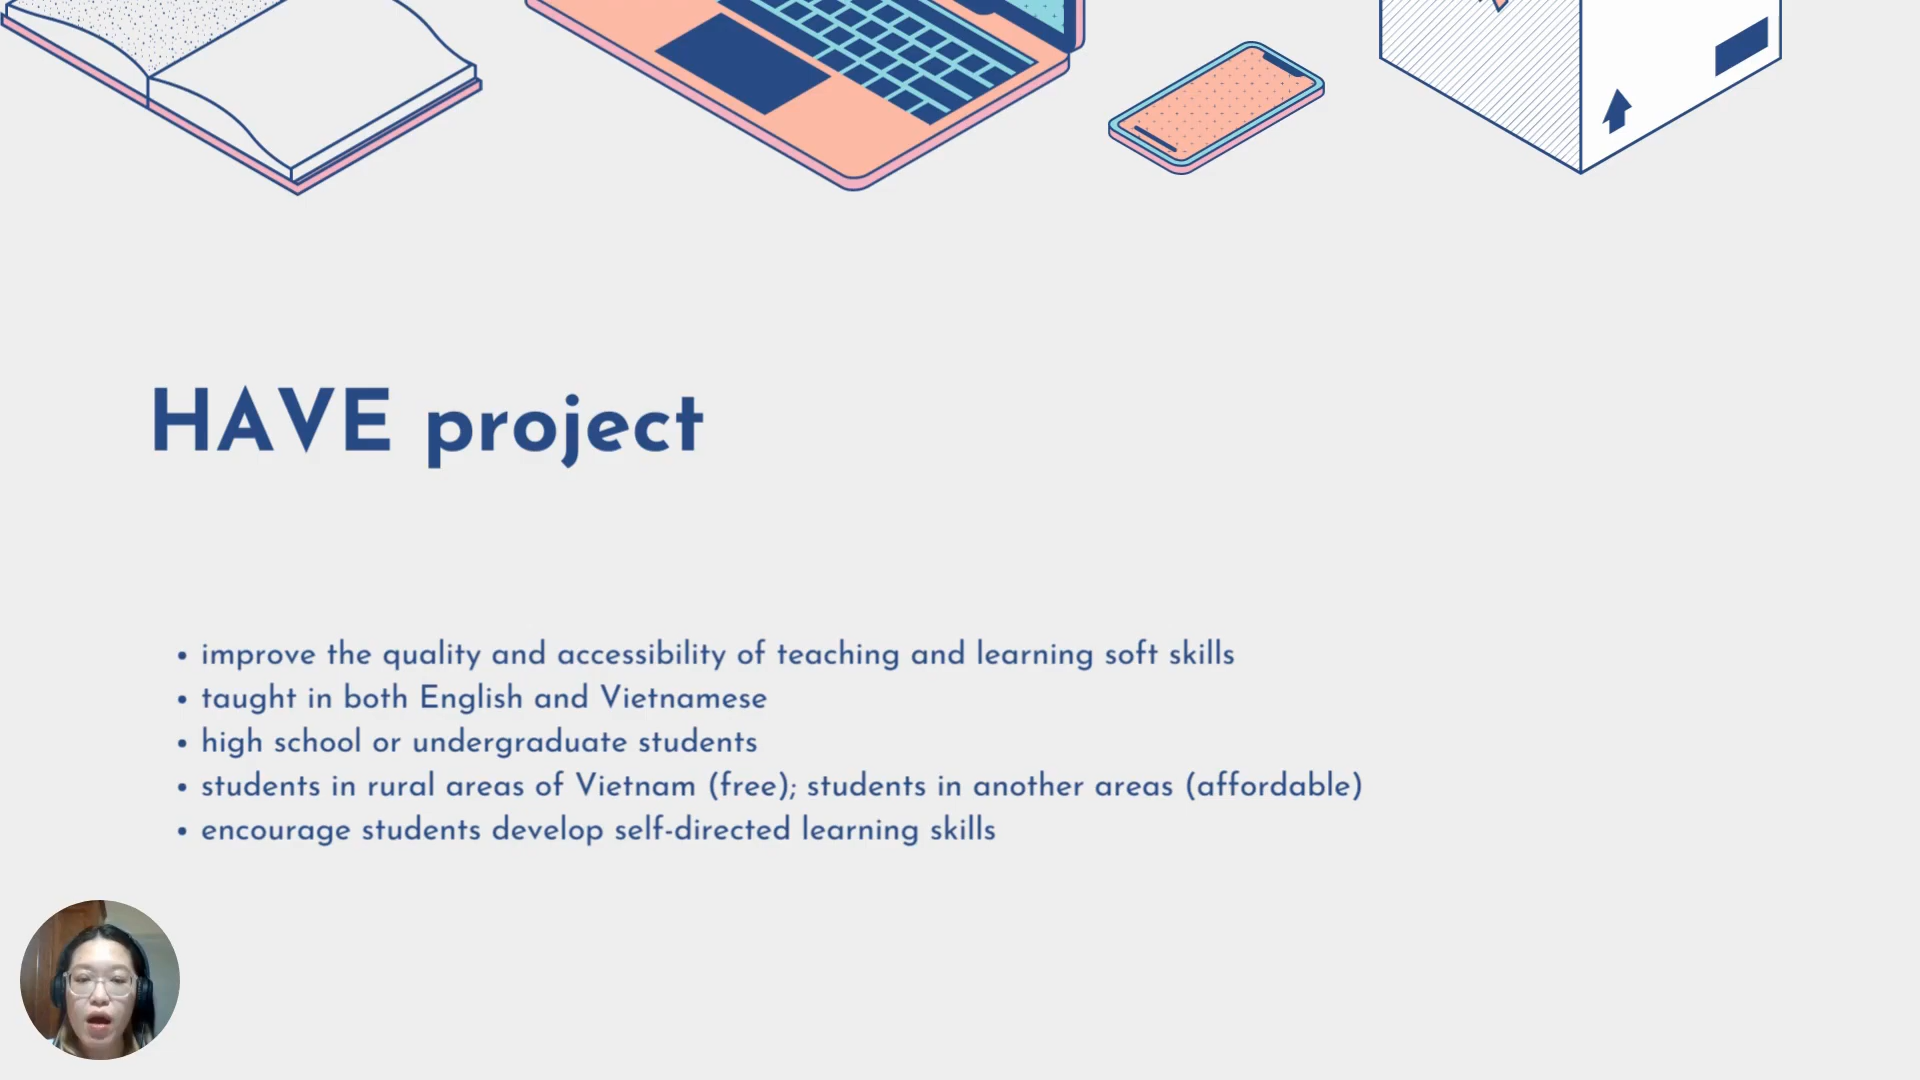 HAVE project
• improve the quality and accessibility of teaching and learning soft skills
• taught in both English and Vietnamese
• high school or undergraduate students
• students in rural areas of Vietnam (free); students in another areas (affordable)
• encourage students develop self-directed learning skills